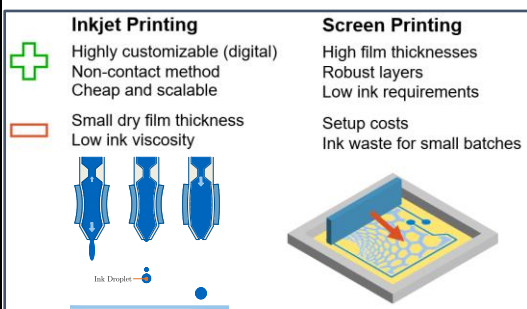 Inkjet Printing
Highly customizable (digital)
Non-contact method
Cheap and scalable
Small dry film thickness
Low ink viscosity
Ink Droplet
Screen Printing
High film thicknesses
Robust layers
Low ink requirements
Setup costs
Ink waste for small batches